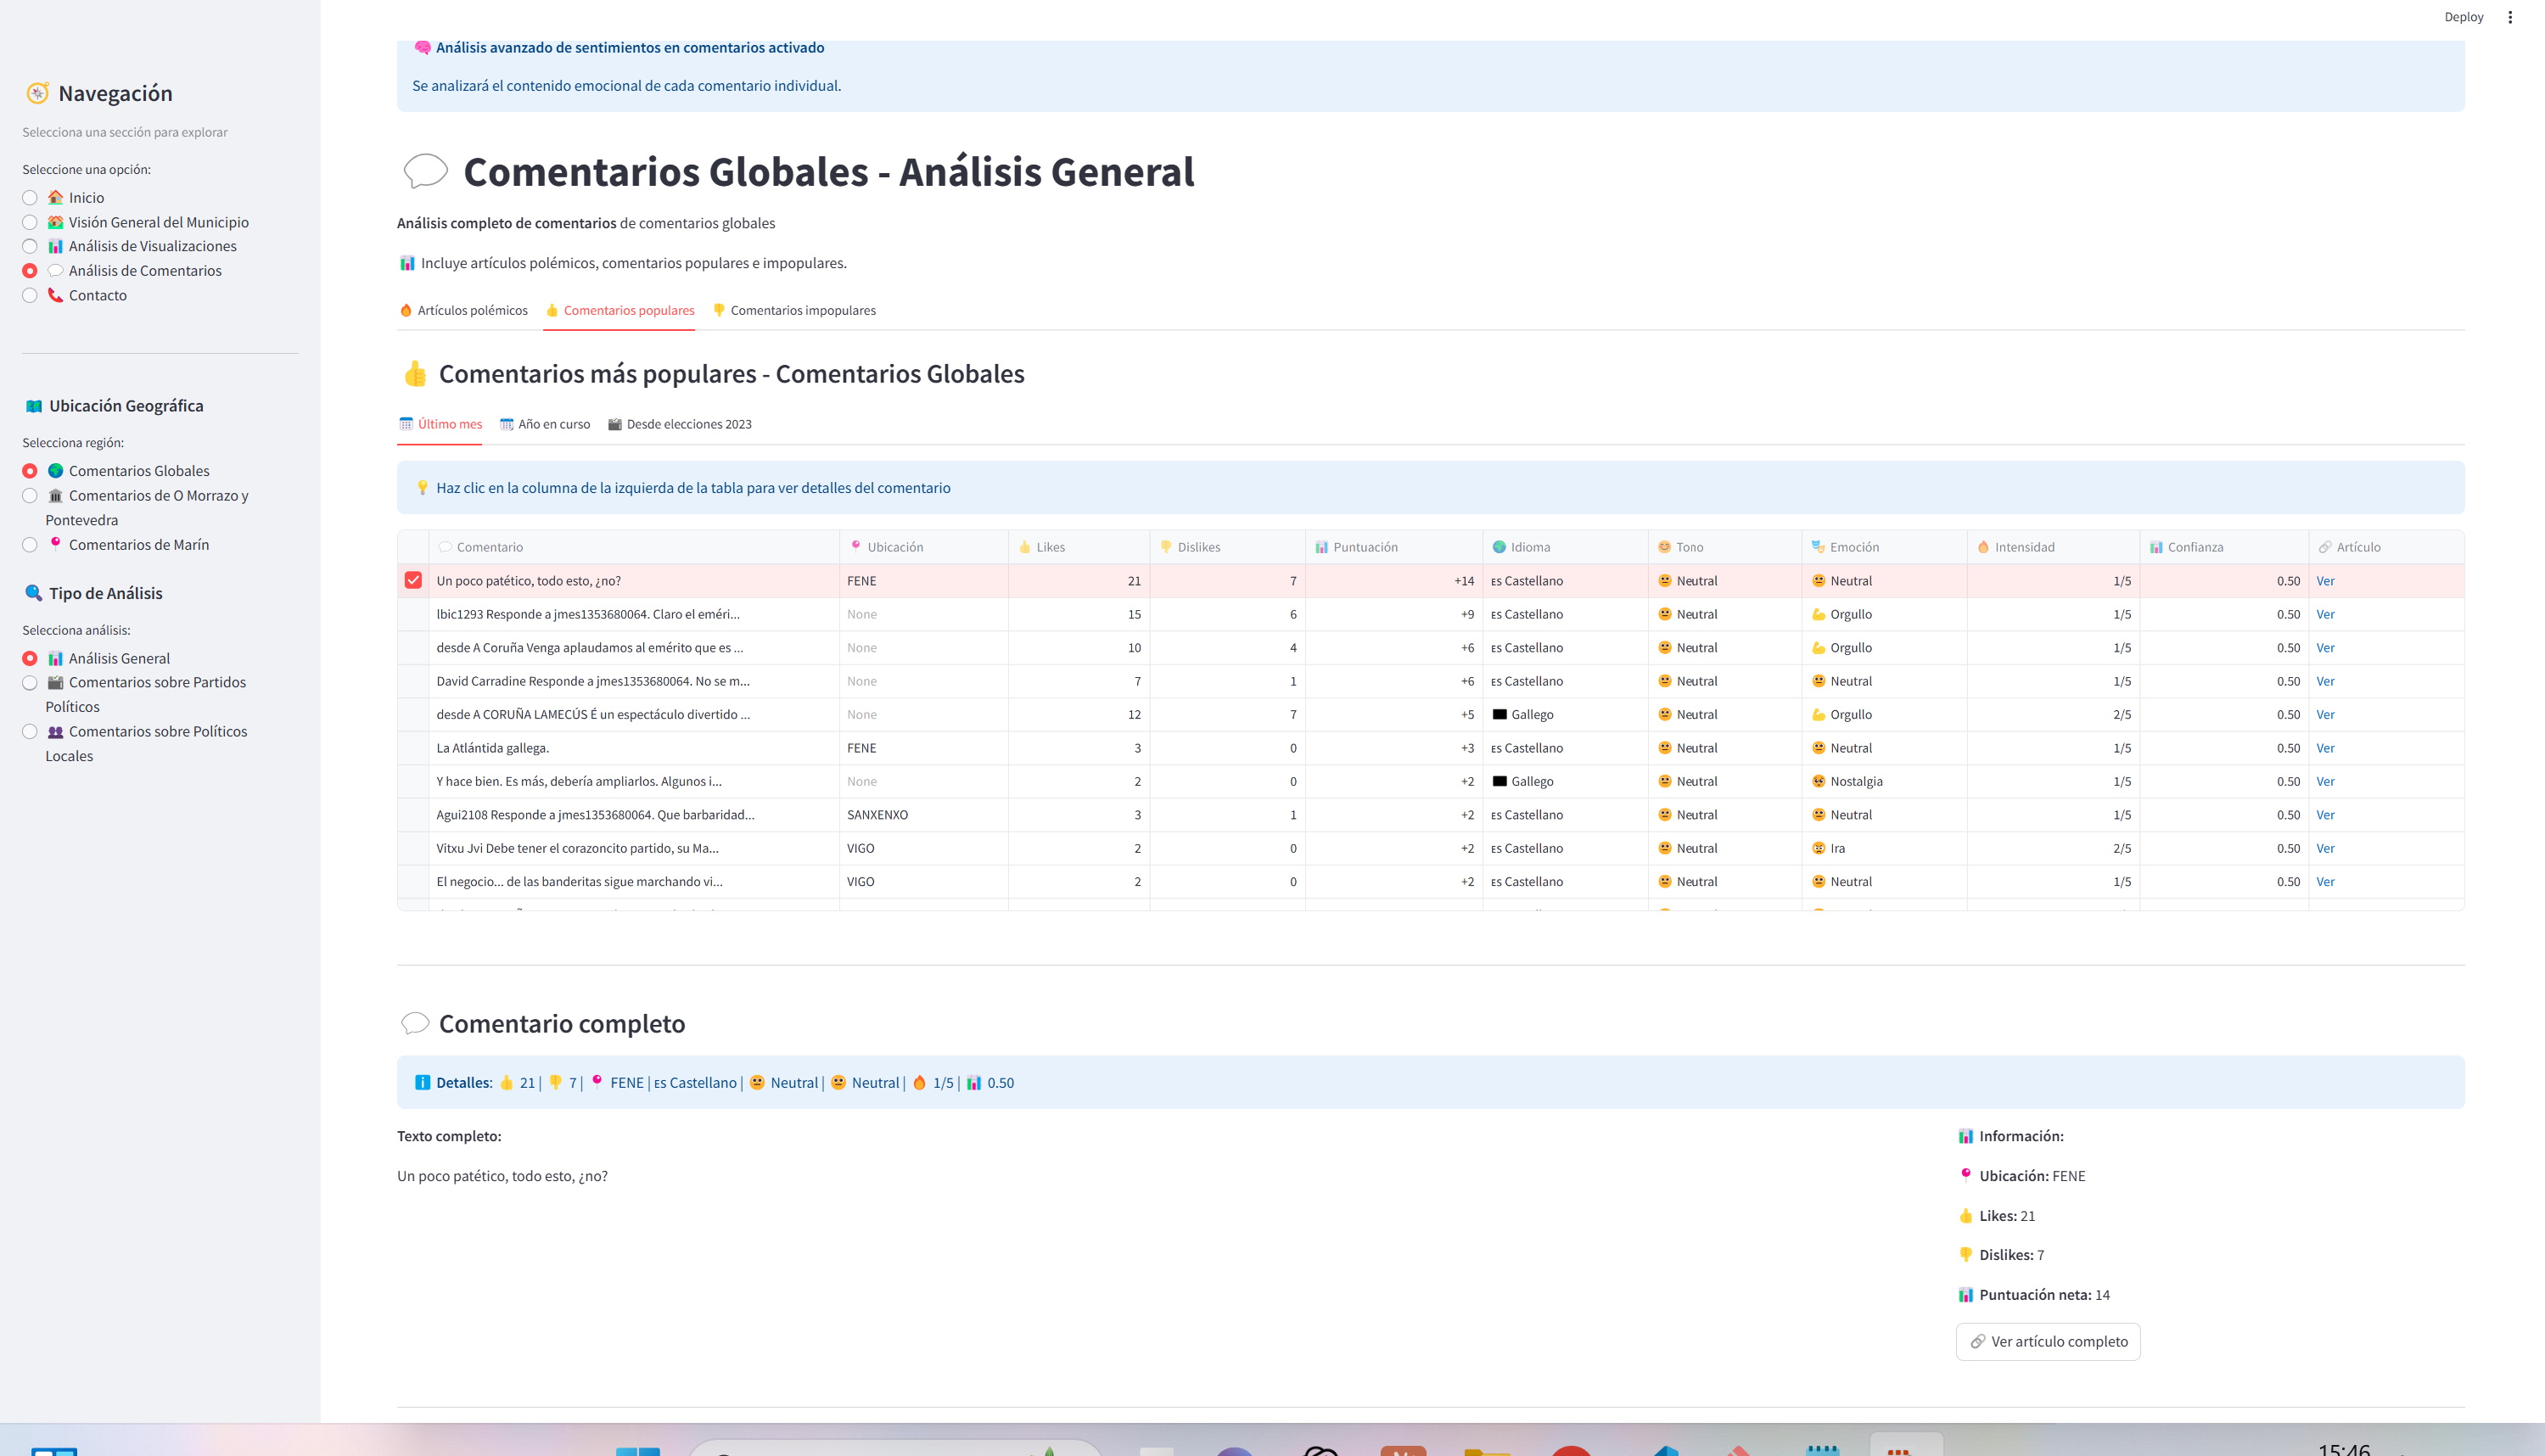 Deploy
Navegación
Selecciona una sección para explorar
Seleccione una opción:
Inicio
Visión General del Municipio
Análisis de Visualizaciones
Análisis de Comentarios
Contacto
Ubicación Geográfica
Selecciona región:
Comentarios Globales
Comentarios de O Morrazo y
Pontevedra
Comentarios de Marín
Tipo de Análisis
Selecciona análisis:
Análisis General
Comentarios sobre Partidos
Políticos
Comentarios sobre Políticos
Locales
Análisis avanzado de sentimientos en comentarios activado
Se analizará el contenido emocional de cada comentario individual.
Comentarios Globales - Análisis General
Análisis completo de comentarios de comentarios globales
Incluye artículos polémicos, comentarios populares e impopulares.
Artículos polémicos Comentarios populares Comentarios impopulares
Comentarios más populares - Comentarios Globales
Último mes Año en curso Desde elecciones 2023
Haz clic en la columna de la izquierda de la tabla para ver detalles del comentario
Comentario Ubicación Likes Dislikes Puntuación Idioma Tono Emoción Intensidad Confianza Artículo
Un poco patético, todo esto, ¿no? FENE 21 7 +14 ES Castellano Neutral Neutral 1/5 0.50 Ver
lbic1293 Responde a jmes1353680064. Claro el eméri... None 15 6 +9 ES Castellano Neutral Orgullo 1/5 0.50 Ver
desde A Coruña Venga aplaudamos al emérito que es ... None 10 4 +6 ES Castellano Neutral Orgullo 1/5 0.50 Ver
David Carradine Responde a jmes1353680064. No se m... None 7 1 +6 ES Castellano Neutral Neutral 1/5 0.50 Ver
desde A CORUÑA LAMECÚS É un espectáculo divertido ... None 12 7 +5 Gallego Neutral Orgullo 2/5 0.50 Ver
La Atlántida gallega. FENE 3 0 +3 ES Castellano Neutral Neutral 1/5 0.50 Ver
Y hace bien. Es más, debería ampliarlos. Algunos i... None 2 0 +2 Gallego Neutral Nostalgia 1/5 0.50 Ver
Agui2108 Responde a jmes1353680064. Que barbaridad... SANXENXO 3 1 +2 ES Castellano Neutral Neutral 1/5 0.50 Ver
Vitxu Jvi Debe tener el corazoncito partido, su Ma... VIGO 2 0 +2 ES Castellano Neutral Ira 2/5 0.50 Ver
El negocio... de las banderitas sigue marchando vi... VIGO 2 0 +2 ES Castellano Neutral Neutral 1/5 0.50 Ver
Comentario completo
Detalles: 21 | 7 | FENE | ES Castellano | Neutral | Neutral | 1/5 | 0.50
Texto completo:
Un poco patético, todo esto, ¿no?
Información:
Ubicación: FENE
Likes: 21
Dislikes: 7
Puntuación neta: 14
Ver artículo completo
15:46